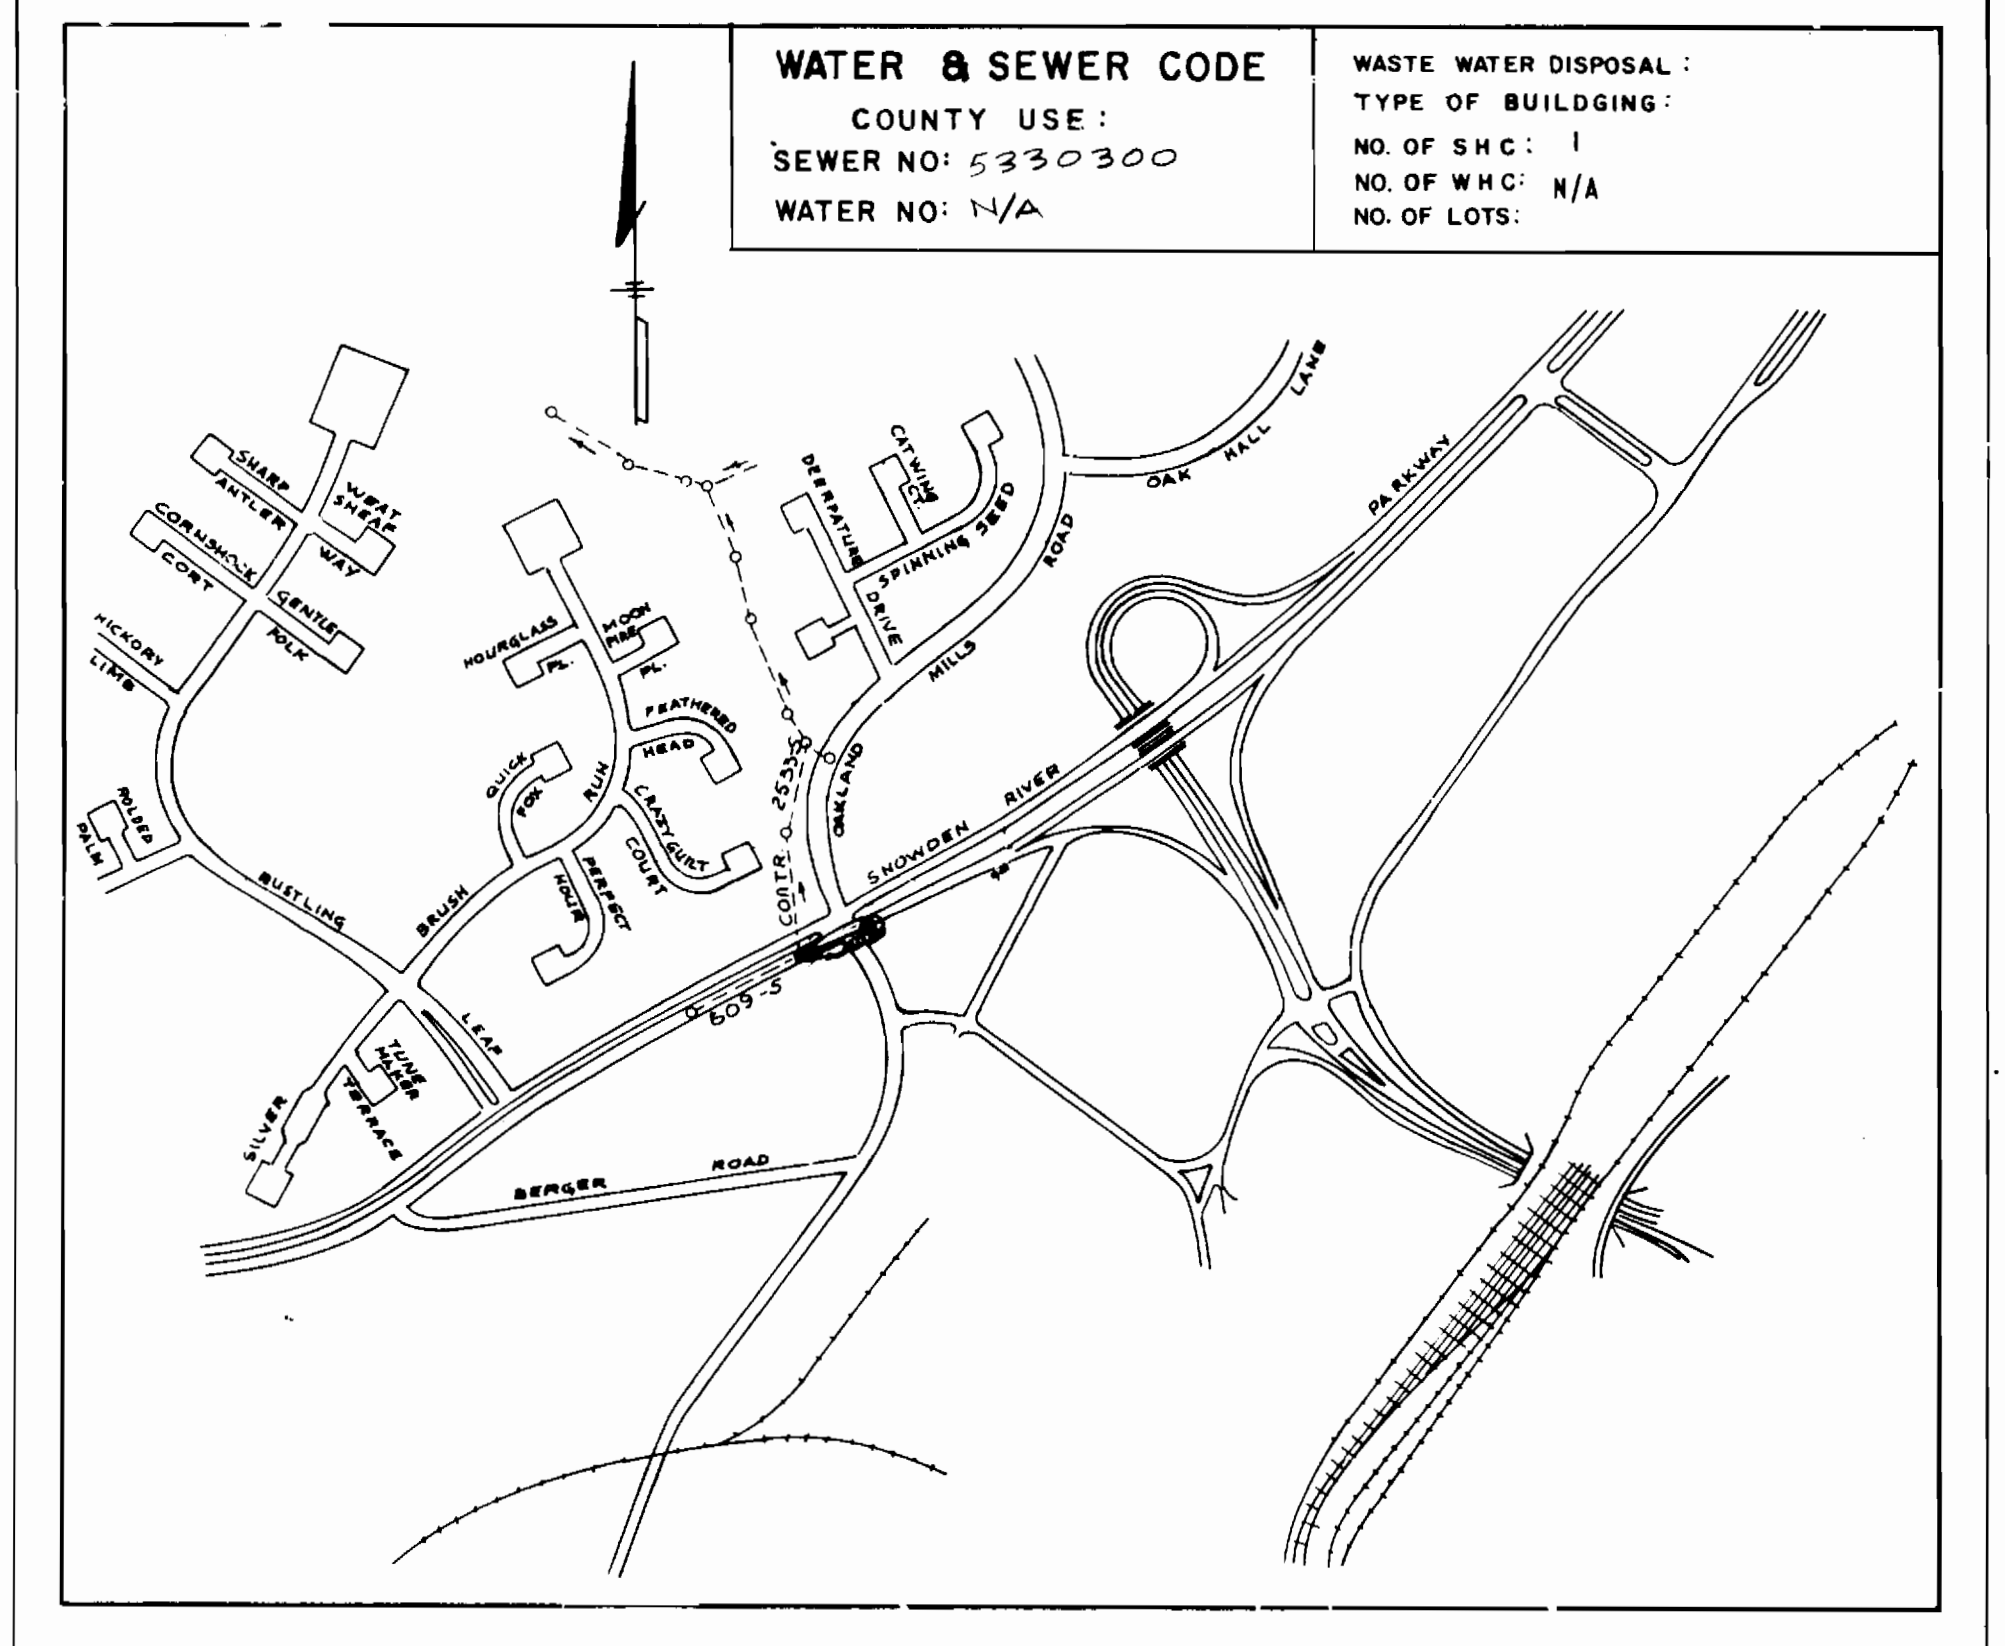 WATER & SEWER CODE
COUNTY USE:
SEWER NO: 5330300
WATER NO: N/A
WASTE WATER DISPOSAL:
TYPE OF BUILDGING:
NO. OF SHC: 1
NO. OF WHC: N/A
NO. OF LOTS:
SHARP
ANTLER
WEAT
SHEAF
WAY
CORNSHOCK
CORT
GENTLE
FOLK
HICKORY
LIMB
FOLDED
PALM
RUSTLING
LEAF
BRUSH
RUN
HOURGLASS
PL.
MOON
FIRE
PL.
FEATHERED
HEAD
QUICK
FOX
CRAZY
QUILT
COURT
PERFECT
HOUR
SILVER
TUNE
MAKER
TERRACE
DEERPATURE
DRIVE
CATWING
CT.
SPINNING SEED
OAKLAND
MILLS
ROAD
OAK HALL LANE
SNOWDEN RIVER PARKWAY
CONTR. 2533-S
609-S
BERGER ROAD